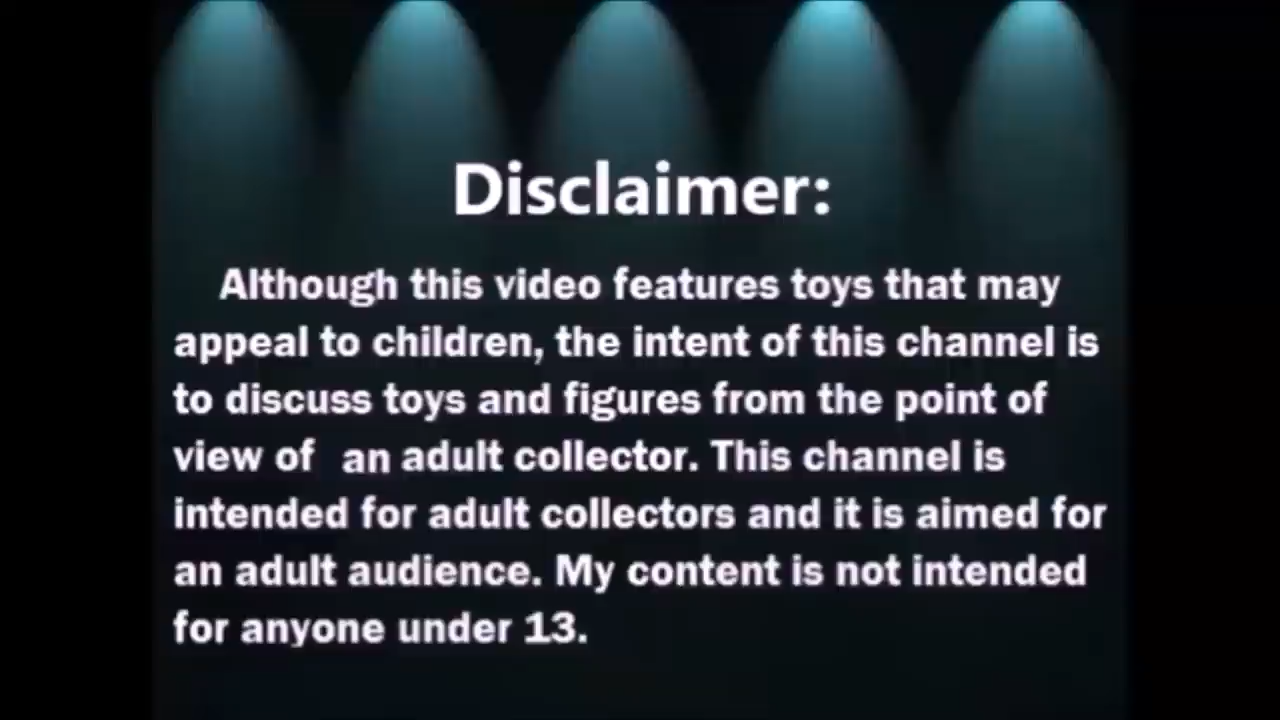 Disclaimer:
Although this video features toys that may
appeal to children, the intent of this channel is
to discuss toys and figures from the point of
view of an adult collector. This channel is
intended for adult collectors and it is aimed for
an adult audience. My content is not intended
for anyone under 13.